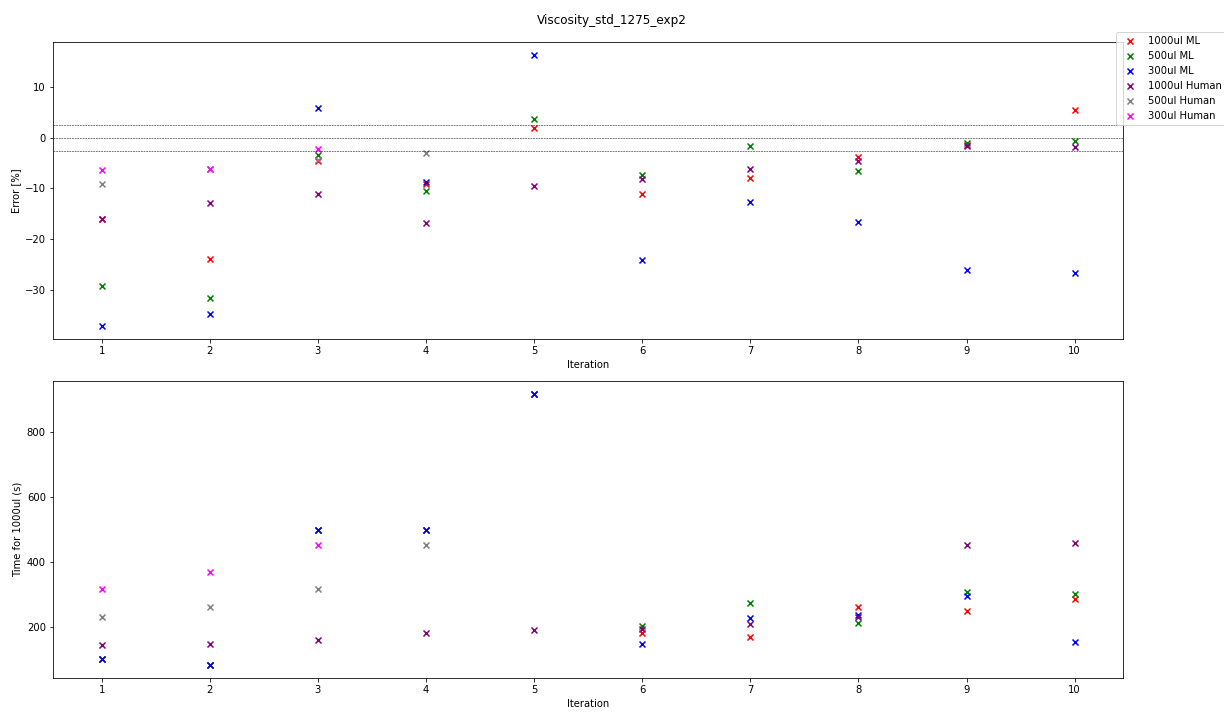 Viscosity_std_1275_exp2
1000ul ML
500ul ML
300ul ML
1000ul Human
500ul Human
300ul Human
Error [%]
10
0
−10
−20
−30
1 2 3 4 5 6 7 8 9 10
Iteration
Time for 1000ul (s)
800
600
400
200
1 2 3 4 5 6 7 8 9 10
Iteration